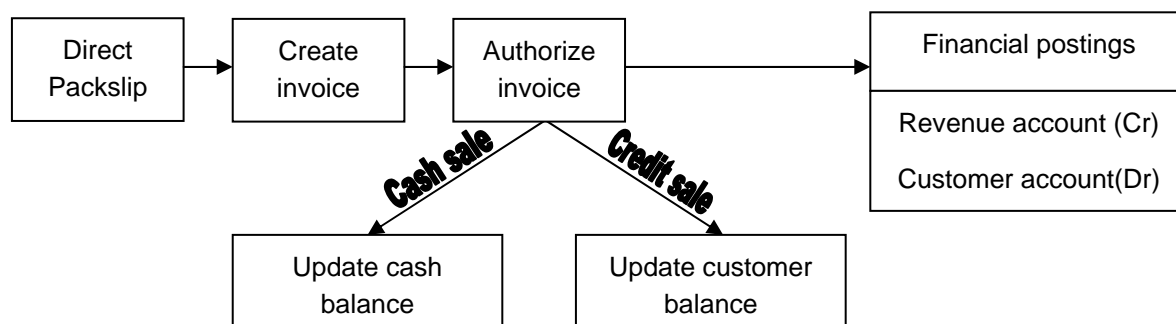 Direct
Packslip
Create
invoice
Authorize
invoice
Financial postings
Revenue account (Cr)
Customer account(Dr)
Cash sale
Credit sale
Update cash
balance
Update customer
balance